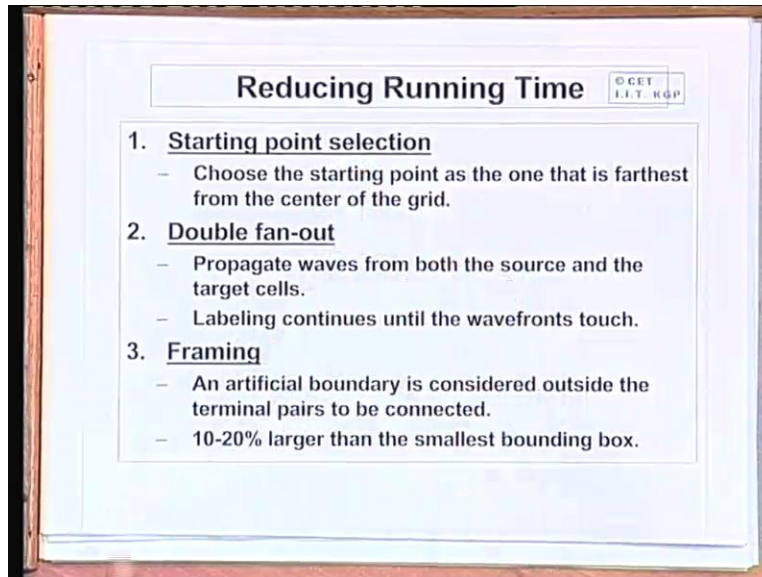 Reducing Running Time
© CET
I.I.T. KGP
1. Starting point selection
– Choose the starting point as the one that is farthest
from the center of the grid.
2. Double fan-out
– Propagate waves from both the source and the
target cells.
– Labeling continues until the wavefronts touch.
3. Framing
– An artificial boundary is considered outside the
terminal pairs to be connected.
– 10-20% larger than the smallest bounding box.